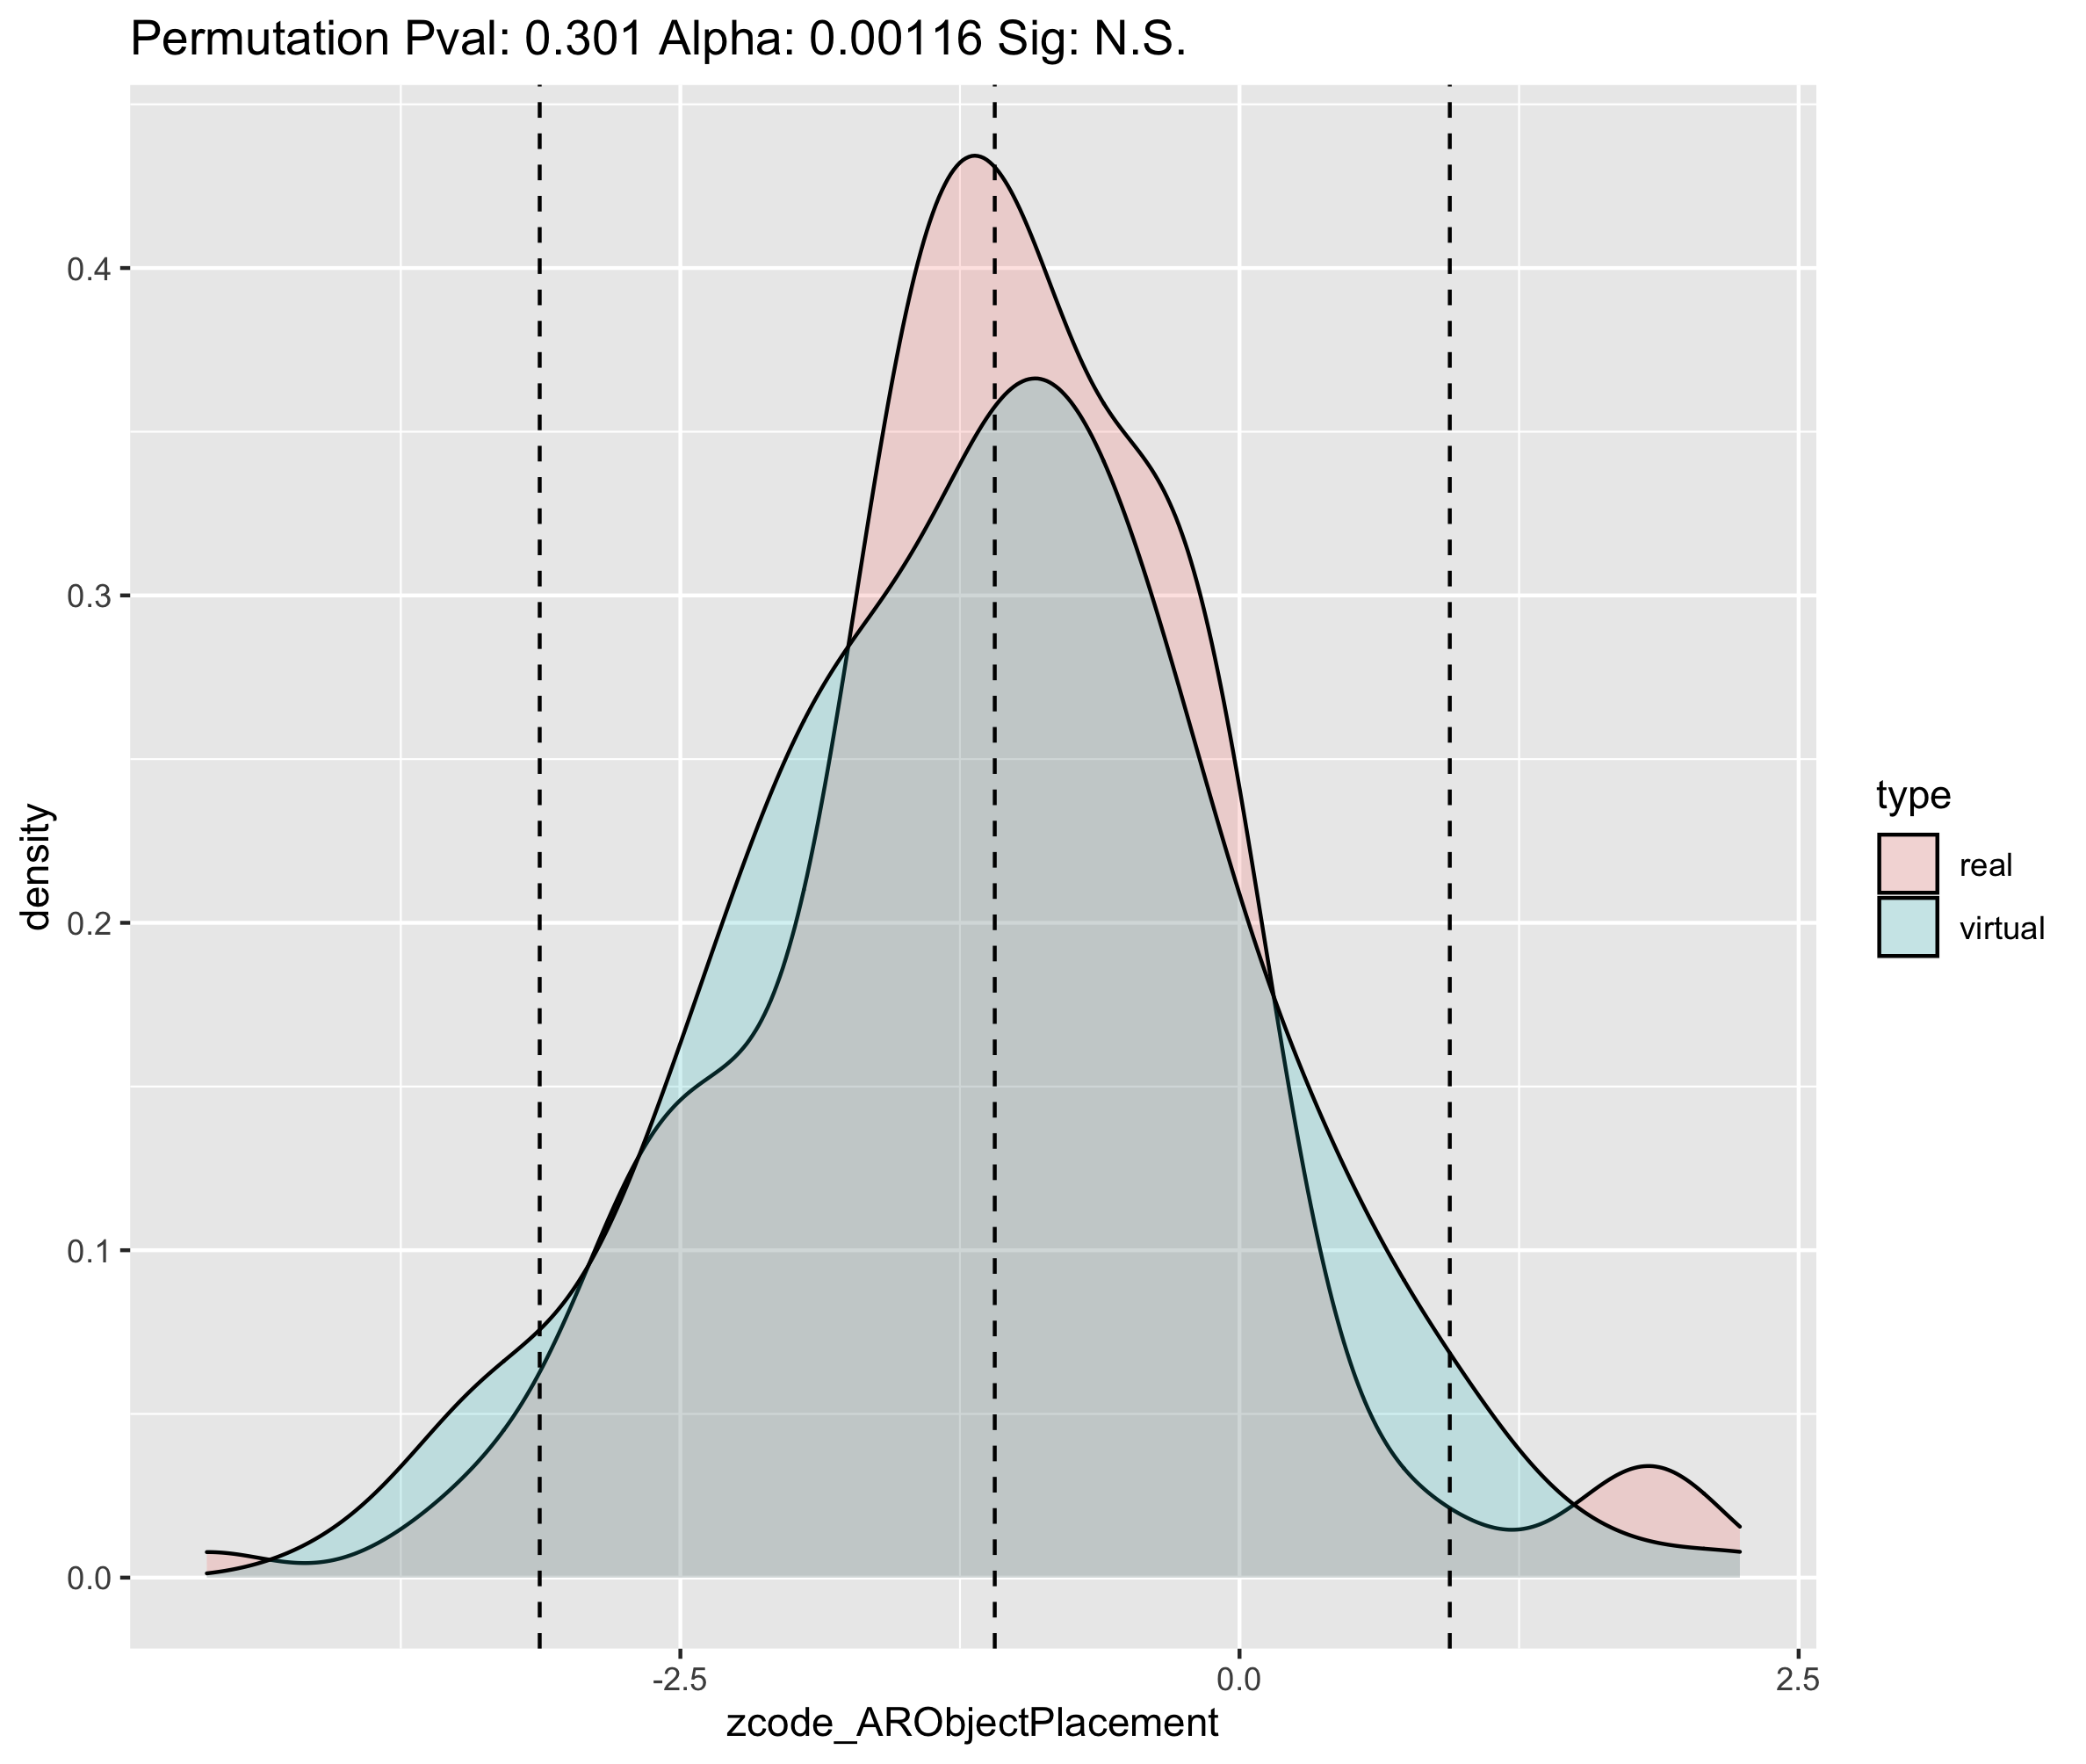 Permutation Pval: 0.301 Alpha: 0.00116 Sig: N.S.
density
0.4
0.3
0.2
0.1
0.0
-2.5
0.0
2.5
zcode_ARObjectPlacement
type
real
virtual